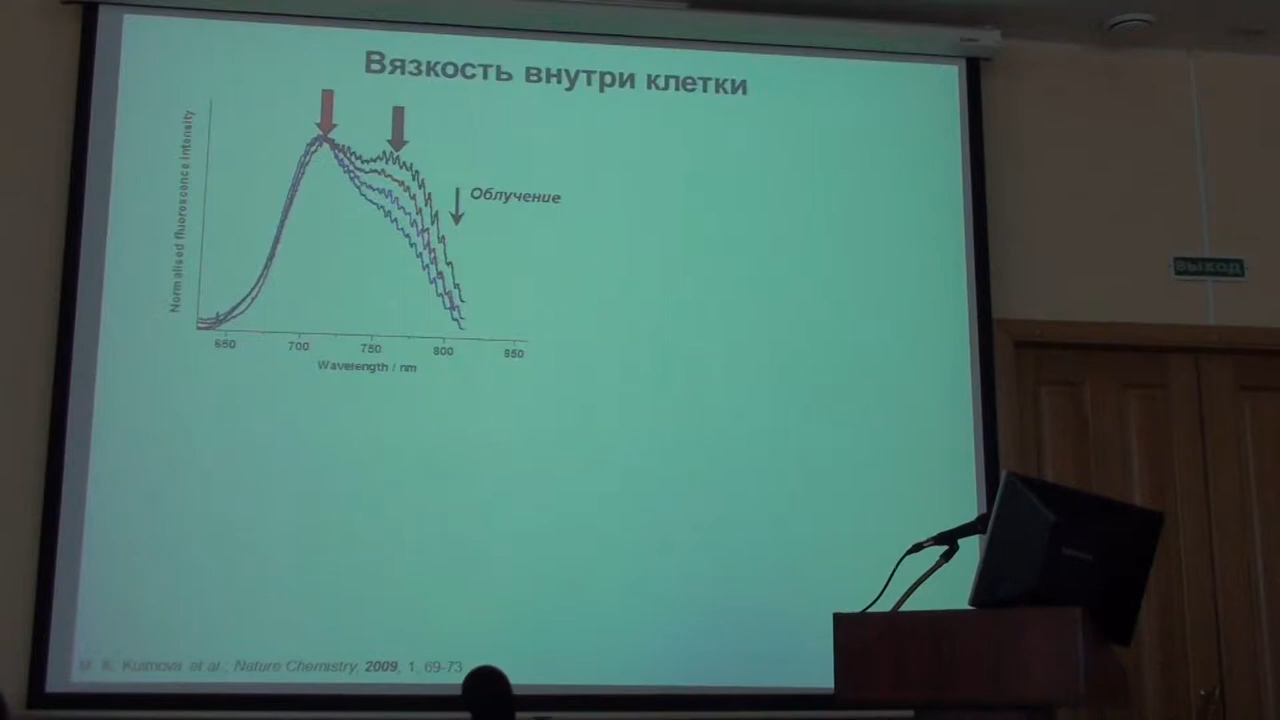 Вязкость внутри клетки
Normalised fluorescence intensity
Облучение
650 700 750 800 850
Wavelength / nm
ВЫХОД
M. K. Kuimova et al.; Nature Chemistry, 2009, 1, 69-73